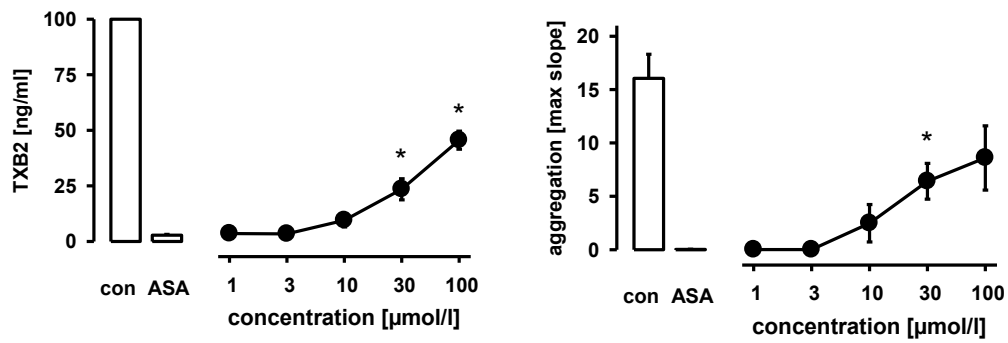 TXB2 [ng/ml]
100
75
50
25
0
* *
con ASA
1 3 10 30 100
concentration [µmol/l]
aggregation [max slope]
20
15
10
5
0
*
con ASA
1 3 10 30 100
concentration [µmol/l]